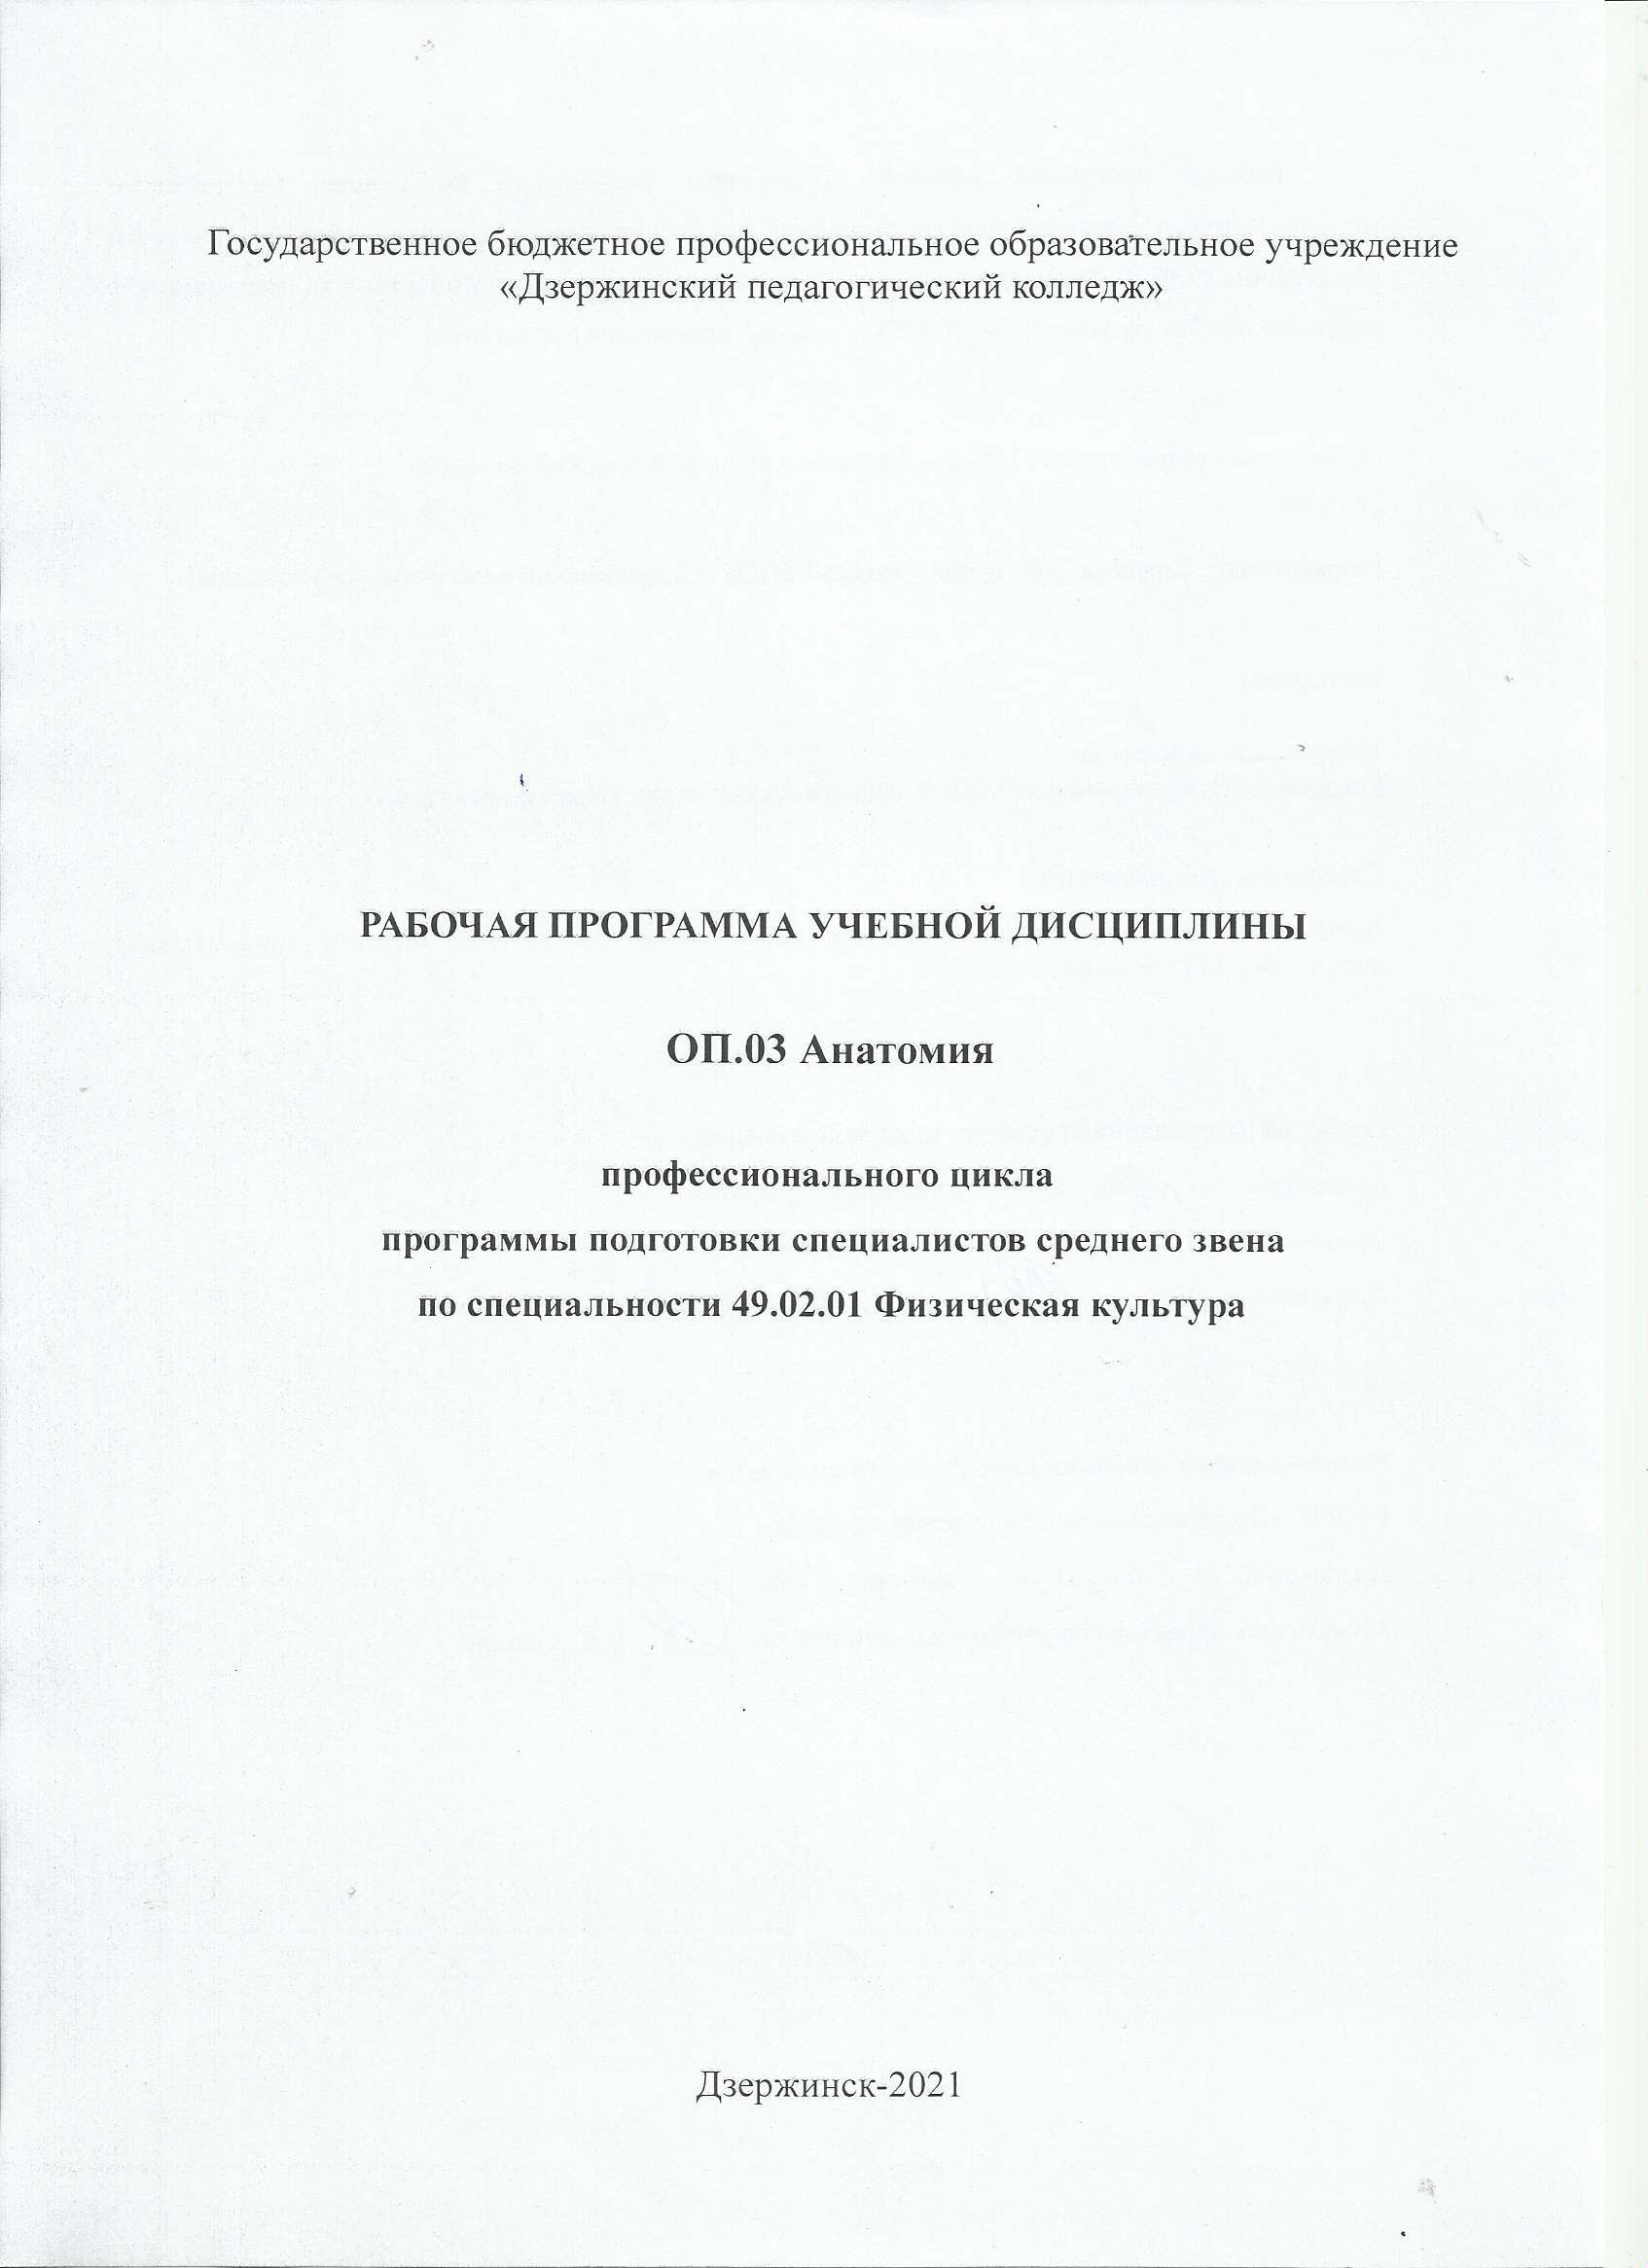 Государственное бюджетное профессиональное образовательное учреждение
«Дзержинский педагогический колледж»
РАБОЧАЯ ПРОГРАММА УЧЕБНОЙ ДИСЦИПЛИНЫ
ОП.03 Анатомия
профессионального цикла
программы подготовки специалистов среднего звена
по специальности 49.02.01 Физическая культура
Дзержинск-2021